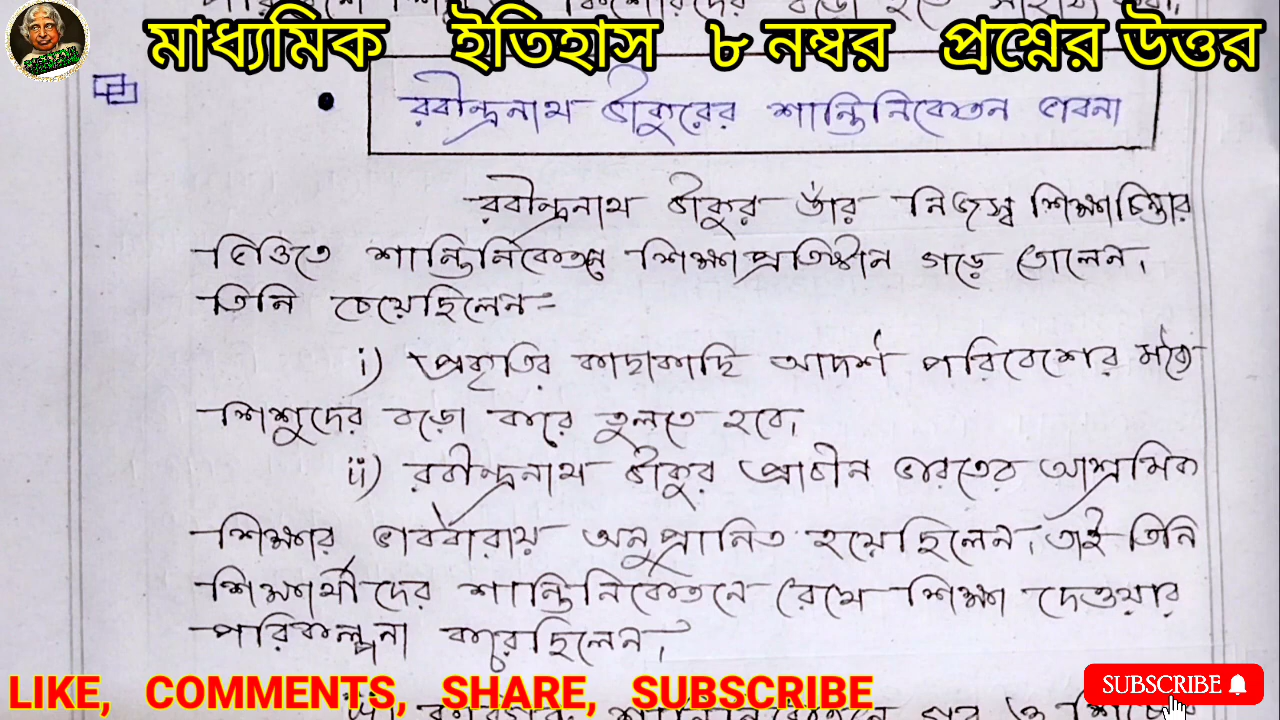 মাধ্যমিক ইতিহাস ৮ নম্বর প্রশ্নের উত্তর
রবীন্দ্রনাথ ঠাকুরের শান্তিনিকেতন ভাবনা
রবীন্দ্রনাথ ঠাকুর তাঁর নিজস্ব শিক্ষাচিন্তার
ভিত্তিতে শান্তিনিকেতনে শিক্ষাপ্রতিষ্ঠান গড়ে তোলেন।
তিনি চেয়েছিলেন=
i) প্রকৃতির কাছাকাছি আদর্শ পরিবেশের মধ্যে
শিশুদের বড়ো করে তুলতে হবে।
ii) রবীন্দ্রনাথ ঠাকুর প্রাচীন ভারতের আশ্রমিক
শিক্ষার ভাবধারায় অনুপ্রানিত হয়েছিলেন। তাই তিনি
শিক্ষার্থীদের শান্তিনিকেতনে রেখে শিক্ষা দেওয়ার
পরিকল্পনা করেছিলেন।
LIKE, COMMENTS, SHARE, SUBSCRIBE
SUBSCRIBE